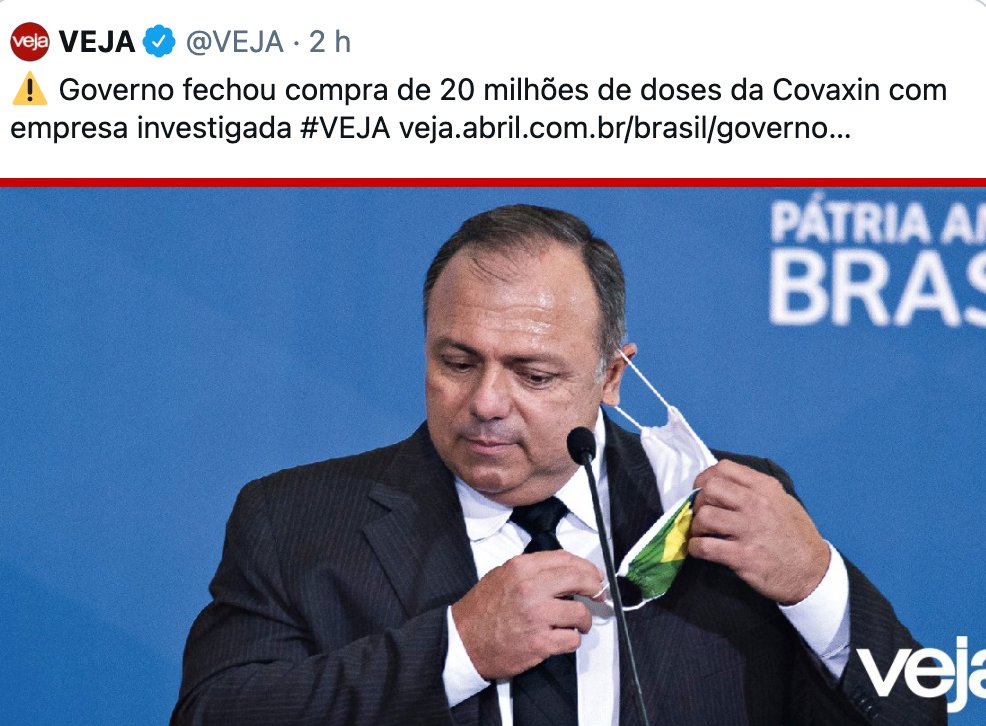 veja VEJA @VEJA · 2 h
⚠️ Governo fechou compra de 20 milhões de doses da Covaxin com
empresa investigada #VEJA veja.abril.com.br/brasil/governo...
PÁTRIA AM
BRAS
veja